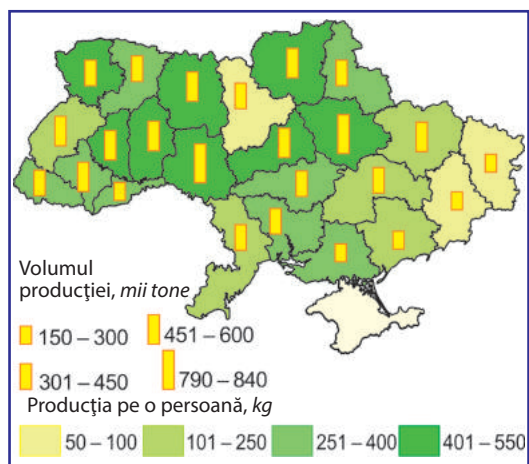 Volumul
producţiei, mii tone
150 – 300
451 – 600
301 – 450
790 – 840
Producţia pe o persoană, kg
50 – 100
101 – 250
251 – 400
401 – 550